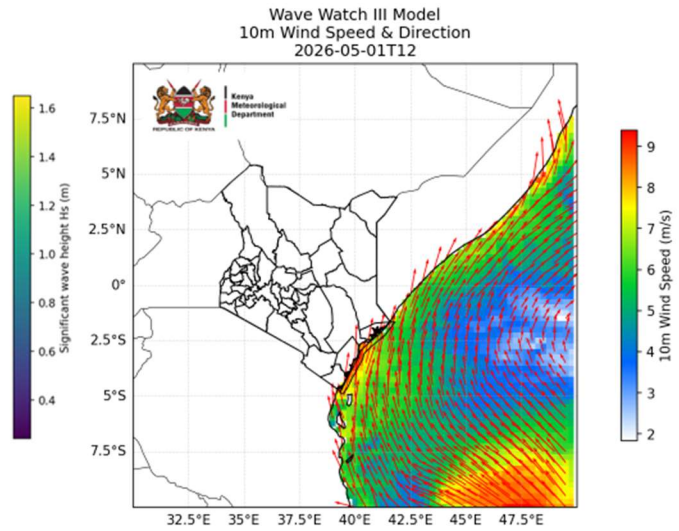 Wave Watch III Model
10m Wind Speed & Direction
2026-05-01T12
Kenya
Meteorological
Department
REPUBLIC OF KENYA
7.5°N
5°N
2.5°N
0°
2.5°S
5°S
7.5°S
32.5°E 35°E 37.5°E 40°E 42.5°E 45°E 47.5°E
1.6
1.4
1.2
1.0
0.8
0.6
0.4
Significant wave height Hs (m)
9
8
7
6
5
4
3
2
10m Wind Speed (m/s)